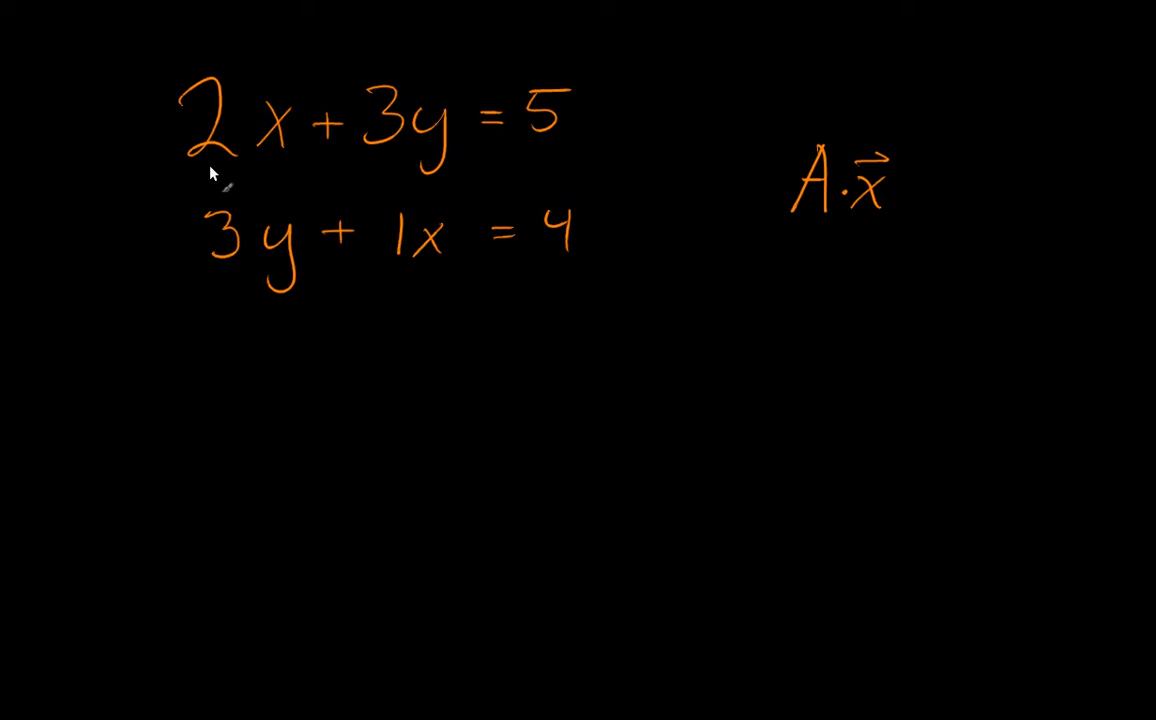 2x + 3y = 5
A·x⃗
3y + 1x = 4